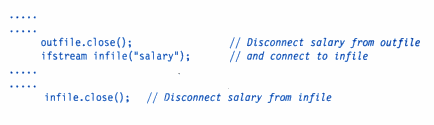 .....
.....
outfile.close(); // Disconnect salary from outfile
ifstream infile("salary"); // and connect to infile
.....
.....
infile.close(); // Disconnect salary from infile